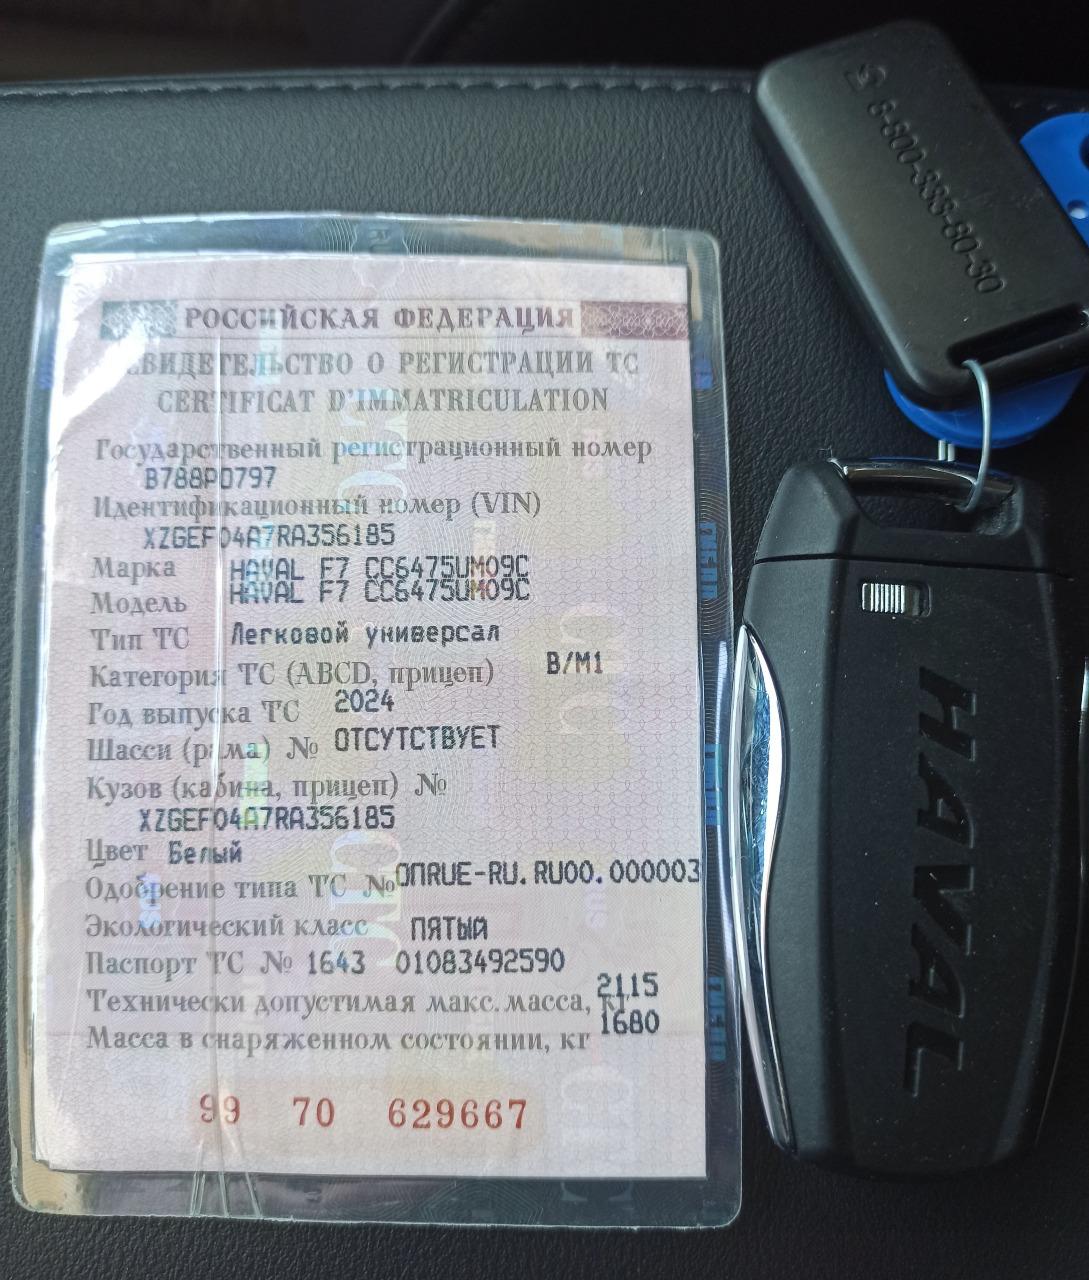 РОССИЙСКАЯ ФЕДЕРАЦИЯ
СВИДЕТЕЛЬСТВО О РЕГИСТРАЦИИ ТС
CERTIFICAT D'IMMATRICULATION
Государственный регистрационный номер
В788РО797
Идентификационный номер (VIN)
XZGEF04A7RA356185
Марка HAVAL F7 CC6475UM09C
Модель HAVAL F7 CC6475UM09C
Тип ТС Легковой универсал
Категория ТС (ABCD, прицеп) B/M1
Год выпуска ТС 2024
Шасси (рама) № ОТСУТСТВУЕТ
Кузов (кабина, прицеп) №
XZGEF04A7RA356185
Цвет Белый
Одобрение типа ТС № ОПRUE-RU.RU00.000003
Экологический класс ПЯТЫЙ
Паспорт ТС № 1643 01083492590
Технически допустимая макс. масса, кг 2115
Масса в снаряженном состоянии, кг 1680
99 70 629667
8-800-333-80-30
HAVAL